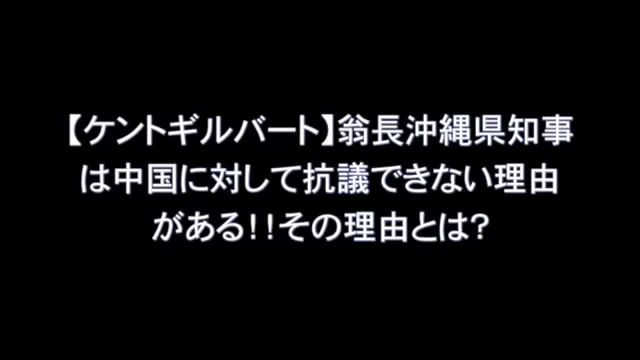 【ケントギルバート】翁長沖縄県知事
は中国に対して抗議できない理由
がある！！その理由とは？